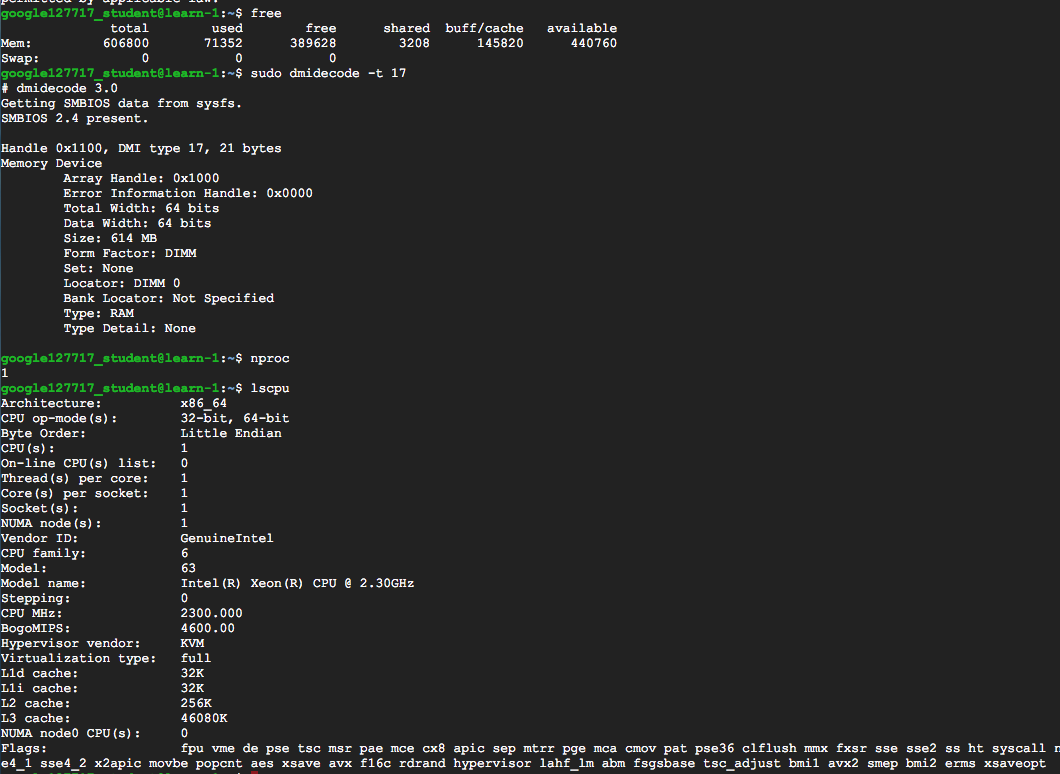 permitted by applicable law.
google127717_student@learn-1:~$ free
              total        used        free      shared  buff/cache   available
Mem:         606800       71352      389628        3208      145820      440760
Swap:             0           0           0
google127717_student@learn-1:~$ sudo dmidecode -t 17
# dmidecode 3.0
Getting SMBIOS data from sysfs.
SMBIOS 2.4 present.
Handle 0x1100, DMI type 17, 21 bytes
Memory Device
        Array Handle: 0x1000
        Error Information Handle: 0x0000
        Total Width: 64 bits
        Data Width: 64 bits
        Size: 614 MB
        Form Factor: DIMM
        Set: None
        Locator: DIMM 0
        Bank Locator: Not Specified
        Type: RAM
        Type Detail: None
google127717_student@learn-1:~$ nproc
1
google127717_student@learn-1:~$ lscpu
Architecture:          x86_64
CPU op-mode(s):        32-bit, 64-bit
Byte Order:            Little Endian
CPU(s):                1
On-line CPU(s) list:   0
Thread(s) per core:    1
Core(s) per socket:    1
Socket(s):             1
NUMA node(s):          1
Vendor ID:             GenuineIntel
CPU family:            6
Model:                 63
Model name:            Intel(R) Xeon(R) CPU @ 2.30GHz
Stepping:              0
CPU MHz:               2300.000
BogoMIPS:              4600.00
Hypervisor vendor:     KVM
Virtualization type:   full
L1d cache:             32K
L1i cache:             32K
L2 cache:              256K
L3 cache:              46080K
NUMA node0 CPU(s):     0
Flags:                 fpu vme de pse tsc msr pae mce cx8 apic sep mtrr pge mca cmov pat pse36 clflush mmx fxsr sse sse2 ss ht syscall
e4_1 sse4_2 x2apic movbe popcnt aes xsave avx f16c rdrand hypervisor lahf_lm abm fsgsbase tsc_adjust bmi1 avx2 smep bmi2 erms xsaveopt